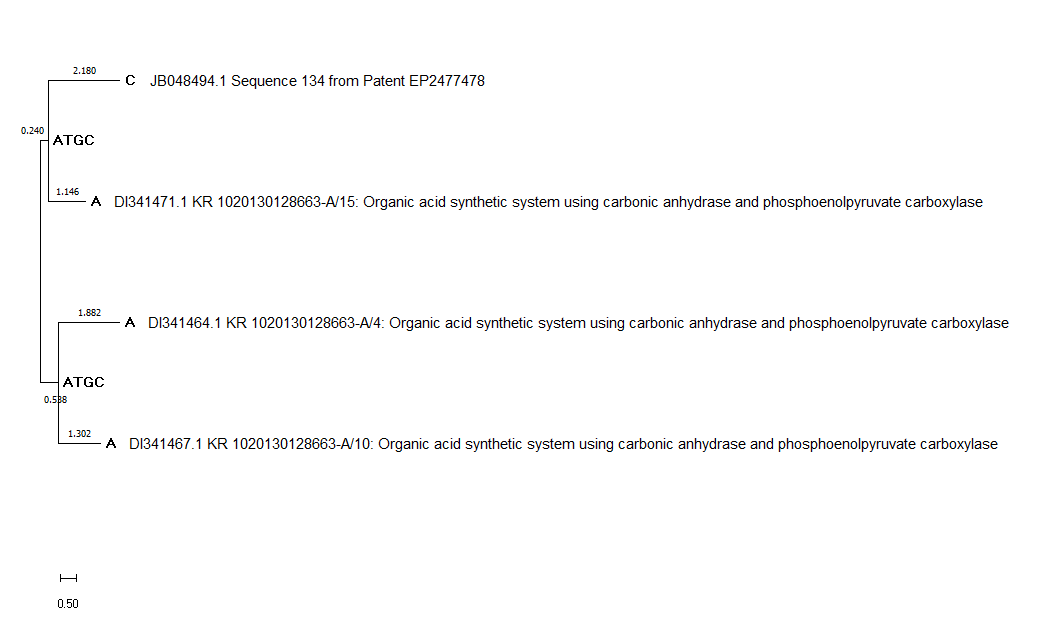 2.180
C JB048494.1 Sequence 134 from Patent EP2477478
0.240
ATGC
1.146
A DI341471.1 KR 1020130128663-A/15: Organic acid synthetic system using carbonic anhydrase and phosphoenolpyruvate carboxylase
1.882
A DI341464.1 KR 1020130128663-A/4: Organic acid synthetic system using carbonic anhydrase and phosphoenolpyruvate carboxylase
ATGC
0.538
1.302
A DI341467.1 KR 1020130128663-A/10: Organic acid synthetic system using carbonic anhydrase and phosphoenolpyruvate carboxylase
0.50